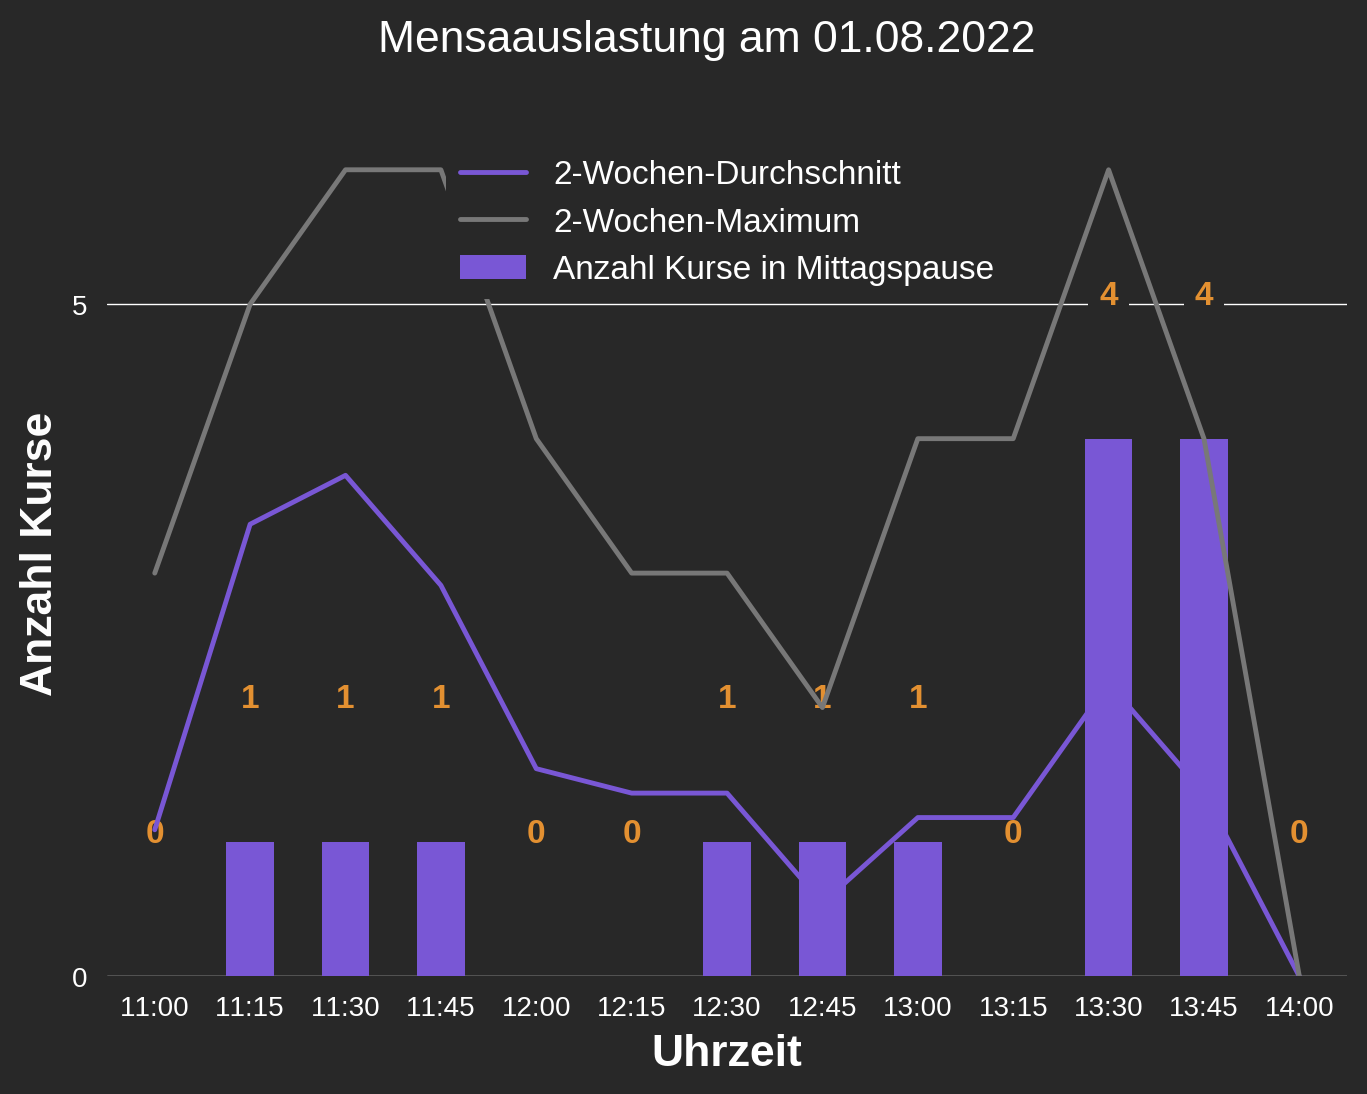 Mensaauslastung am 01.08.2022
2-Wochen-Durchschnitt
2-Wochen-Maximum
Anzahl Kurse in Mittagspause
5
4 4
Anzahl Kurse
1 1 1 1 1 1
0 0 0 0 0
0
11:00 11:15 11:30 11:45 12:00 12:15 12:30 12:45 13:00 13:15 13:30 13:45 14:00
Uhrzeit